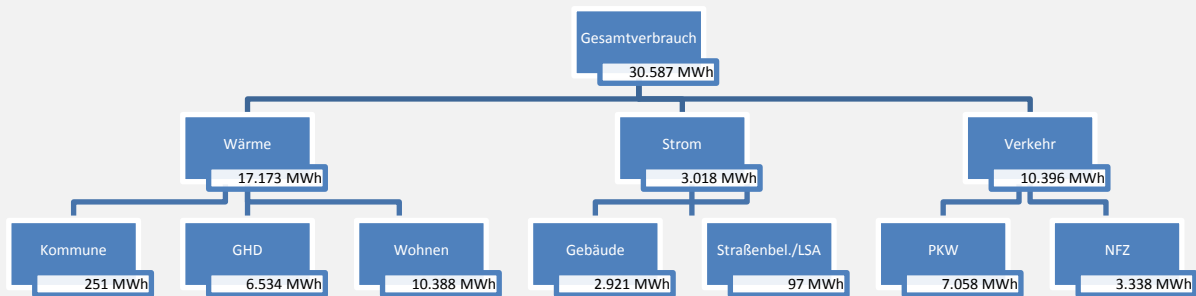 Gesamtverbrauch
30.587 MWh
Wärme
17.173 MWh
Strom
3.018 MWh
Verkehr
10.396 MWh
Kommune
251 MWh
GHD
6.534 MWh
Wohnen
10.388 MWh
Gebäude
2.921 MWh
Straßenbel./LSA
97 MWh
PKW
7.058 MWh
NFZ
3.338 MWh